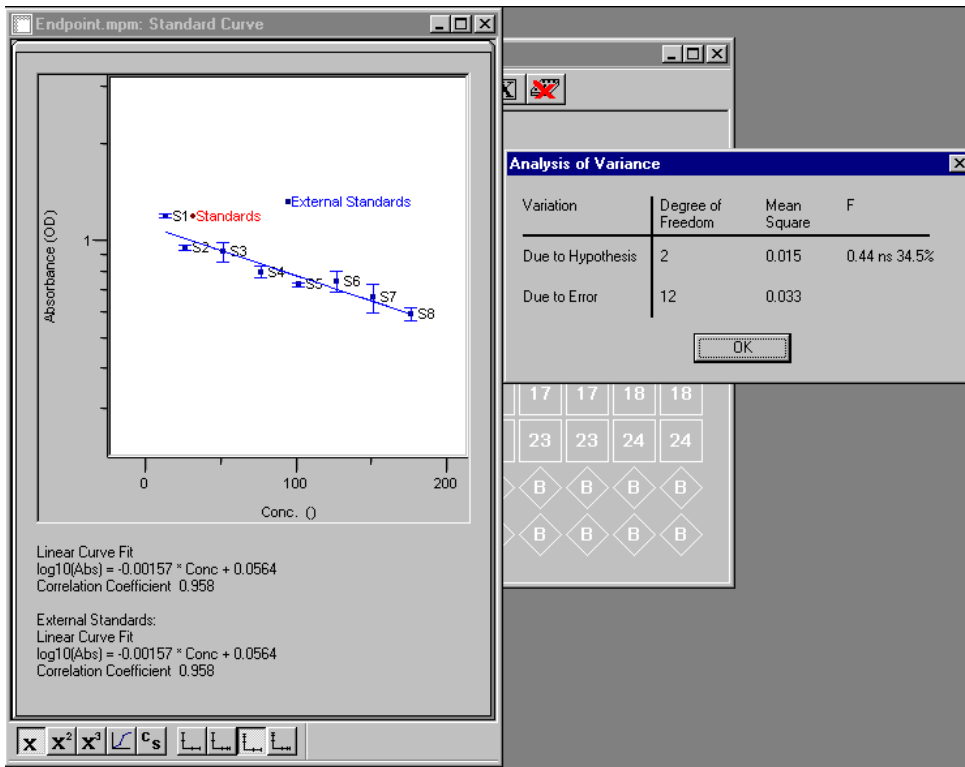 Endpoint.mpm: Standard Curve
Absorbance (OD)
1
S1
Standards
External Standards
S2
S3
S4
S5
S6
S7
S8
0
100
200
Conc. ()
Linear Curve Fit
log10(Abs) = -0.00157 * Conc + 0.0564
Correlation Coefficient 0.958
External Standards:
Linear Curve Fit
log10(Abs) = -0.00157 * Conc + 0.0564
Correlation Coefficient 0.958
x x² x³ Cs
X
Analysis of Variance
Variation Degree of Freedom Mean Square F
Due to Hypothesis 2 0.015 0.44 ns 34.5%
Due to Error 12 0.033
OK
17 17 18 18
23 23 24 24
B B B B
B B B B